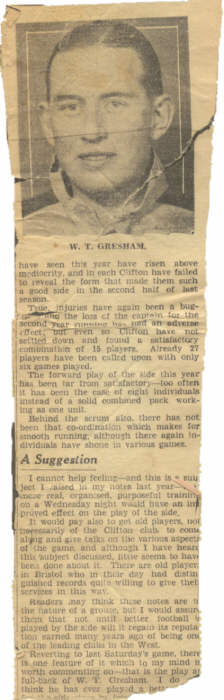 W. T. GRESHAM.
have seen this year have risen above
mediocrity, and in each Clifton have failed
to reveal the form that made them such
a good side in the second half of last
season.
True, injuries have again been a bug-
the loss of the captain for the
second year running has had an adverse
effect, but even so Clifton have not
settled down and found a satisfactory
combination of 15 players. Already 27
players have been called upon with only
six games played.
The forward play of the side this year
has been far from satisfactory—too often
it has been the case of eight individuals
instead of a solid combined pack work-
ing as one unit.
Behind the scrum also, there has not
been that co-ordination which makes for
smooth running, although there again in-
dividuals have shone in various games.
A Suggestion
I cannot help feeling—and this is a sub-
ject I raised in my notes last year—
some real, organised, purposeful training
on a Wednesday night would have an im-
proved effect on the play of the side.
It would pay also to get old players, not
necessarily of the Clifton club to come
along and give talks on the various aspects
of the game, and although I have heard
this subject discussed, little seems to have
been done about it. There are old players
in Bristol who in their day had distin-
guished records quite willing to give their
services in this way.
Readers may think these notes are in
the nature of a grouse, but I would assure
them that not until better football is
played by the side will it regain its reputa-
tion earned many years ago of being one
of the leading clubs in the West.
Reverting to last Saturday's game, there
is one feature of it which to my mind is
worth commenting on—that is the play at
full-back of W. T. Gresham. I do
think he has ever played a